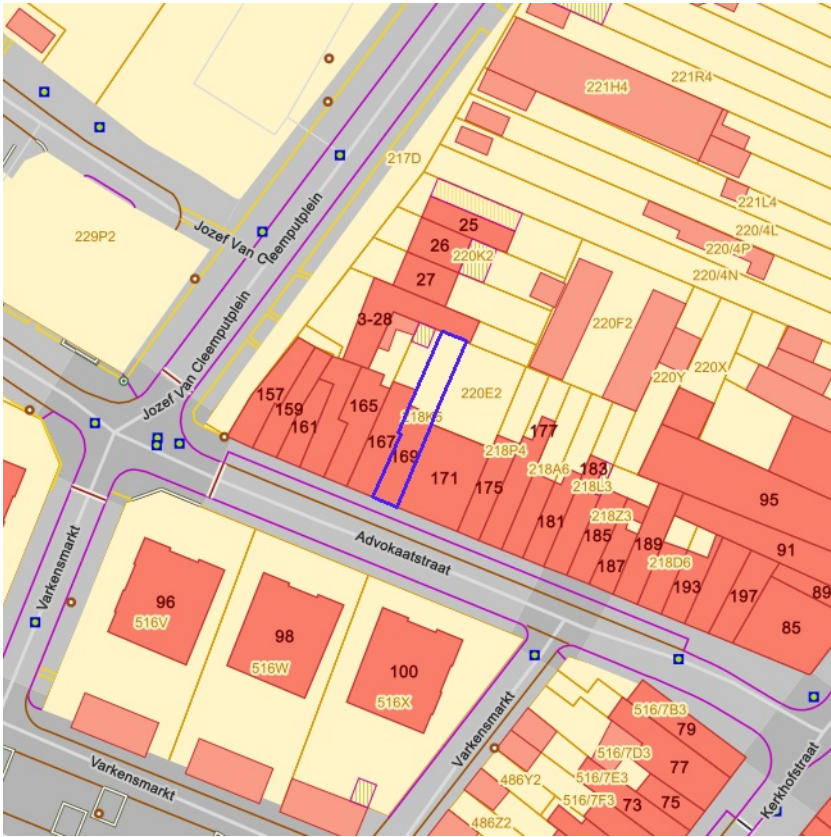 221R4
221H4
217D
221L4
220/4L
220/4P
220/4N
229P2
Jozef Van Cleemputplein
Jozef Van Cleemputplein
25
26
220K2
27
3-28
220F2
220Y
220X
220E2
157
159
161
165
167
169
218K5
171
175
218P4
177
218A6
181
183
218L3
218Z3
185
187
189
218D6
193
197
95
91
89
85
Advokaatstraat
Varkensmarkt
96
516V
98
516W
100
516X
Varkensmarkt
Varkensmarkt
516/7B3
79
516/7D3
77
516/7E3
75
516/7F3
73
486Y2
486Z2
Kerkhofstraat